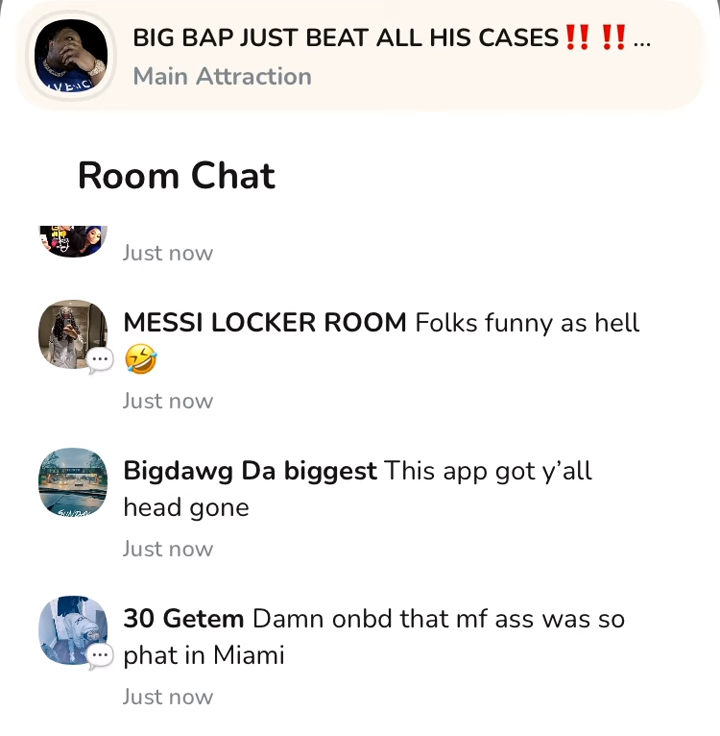 BIG BAP JUST BEAT ALL HIS CASES‼️ ‼️...
Main Attraction
Room Chat
Just now
MESSI LOCKER ROOM Folks funny as hell
🤣
Just now
Bigdawg Da biggest This app got y’all
head gone
Just now
30 Getem Damn onbd that mf ass was so
phat in Miami
Just now